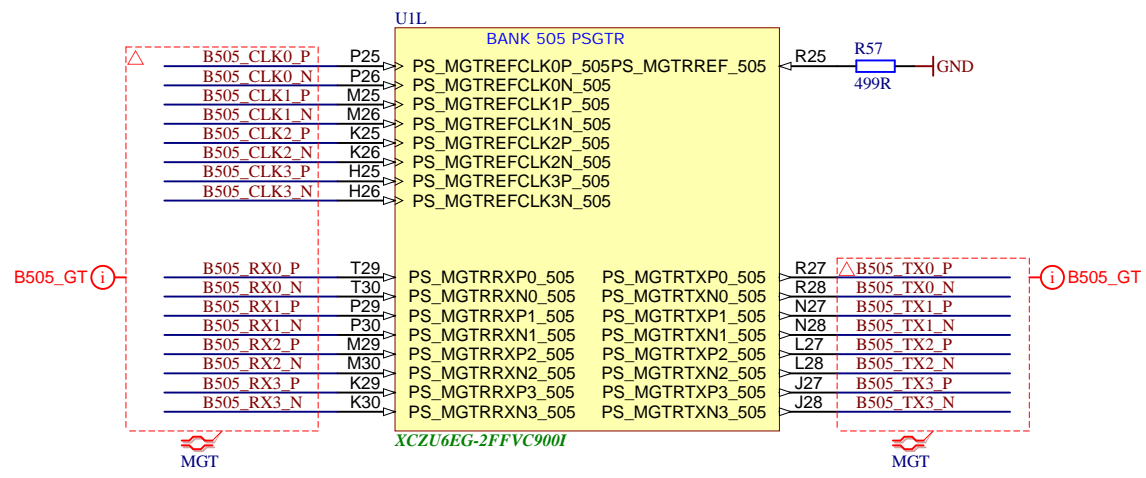 U1L
BANK 505 PSGTR
B505_CLK0_P P25 PS_MGTREFCLK0P_505 PS_MGTRREF_505 R25 R57 499R GND
B505_CLK0_N P26 PS_MGTREFCLK0N_505
B505_CLK1_P M25 PS_MGTREFCLK1P_505
B505_CLK1_N M26 PS_MGTREFCLK1N_505
B505_CLK2_P K25 PS_MGTREFCLK2P_505
B505_CLK2_N K26 PS_MGTREFCLK2N_505
B505_CLK3_P H25 PS_MGTREFCLK3P_505
B505_CLK3_N H26 PS_MGTREFCLK3N_505
B505_GT i
B505_RX0_P T29 PS_MGTRRXP0_505 PS_MGTRTXP0_505 R27 B505_TX0_P
B505_RX0_N T30 PS_MGTRRXN0_505 PS_MGTRTXN0_505 R28 B505_TX0_N
B505_RX1_P P29 PS_MGTRRXP1_505 PS_MGTRTXP1_505 N27 B505_TX1_P
B505_RX1_N P30 PS_MGTRRXN1_505 PS_MGTRTXN1_505 N28 B505_TX1_N
B505_RX2_P M29 PS_MGTRRXP2_505 PS_MGTRTXP2_505 L27 B505_TX2_P
B505_RX2_N M30 PS_MGTRRXN2_505 PS_MGTRTXN2_505 L28 B505_TX2_N
B505_RX3_P K29 PS_MGTRRXP3_505 PS_MGTRTXP3_505 J27 B505_TX3_P
B505_RX3_N K30 PS_MGTRRXN3_505 PS_MGTRTXN3_505 J28 B505_TX3_N
i B505_GT
XCZU6EG-2FFVC900I
MGT
MGT